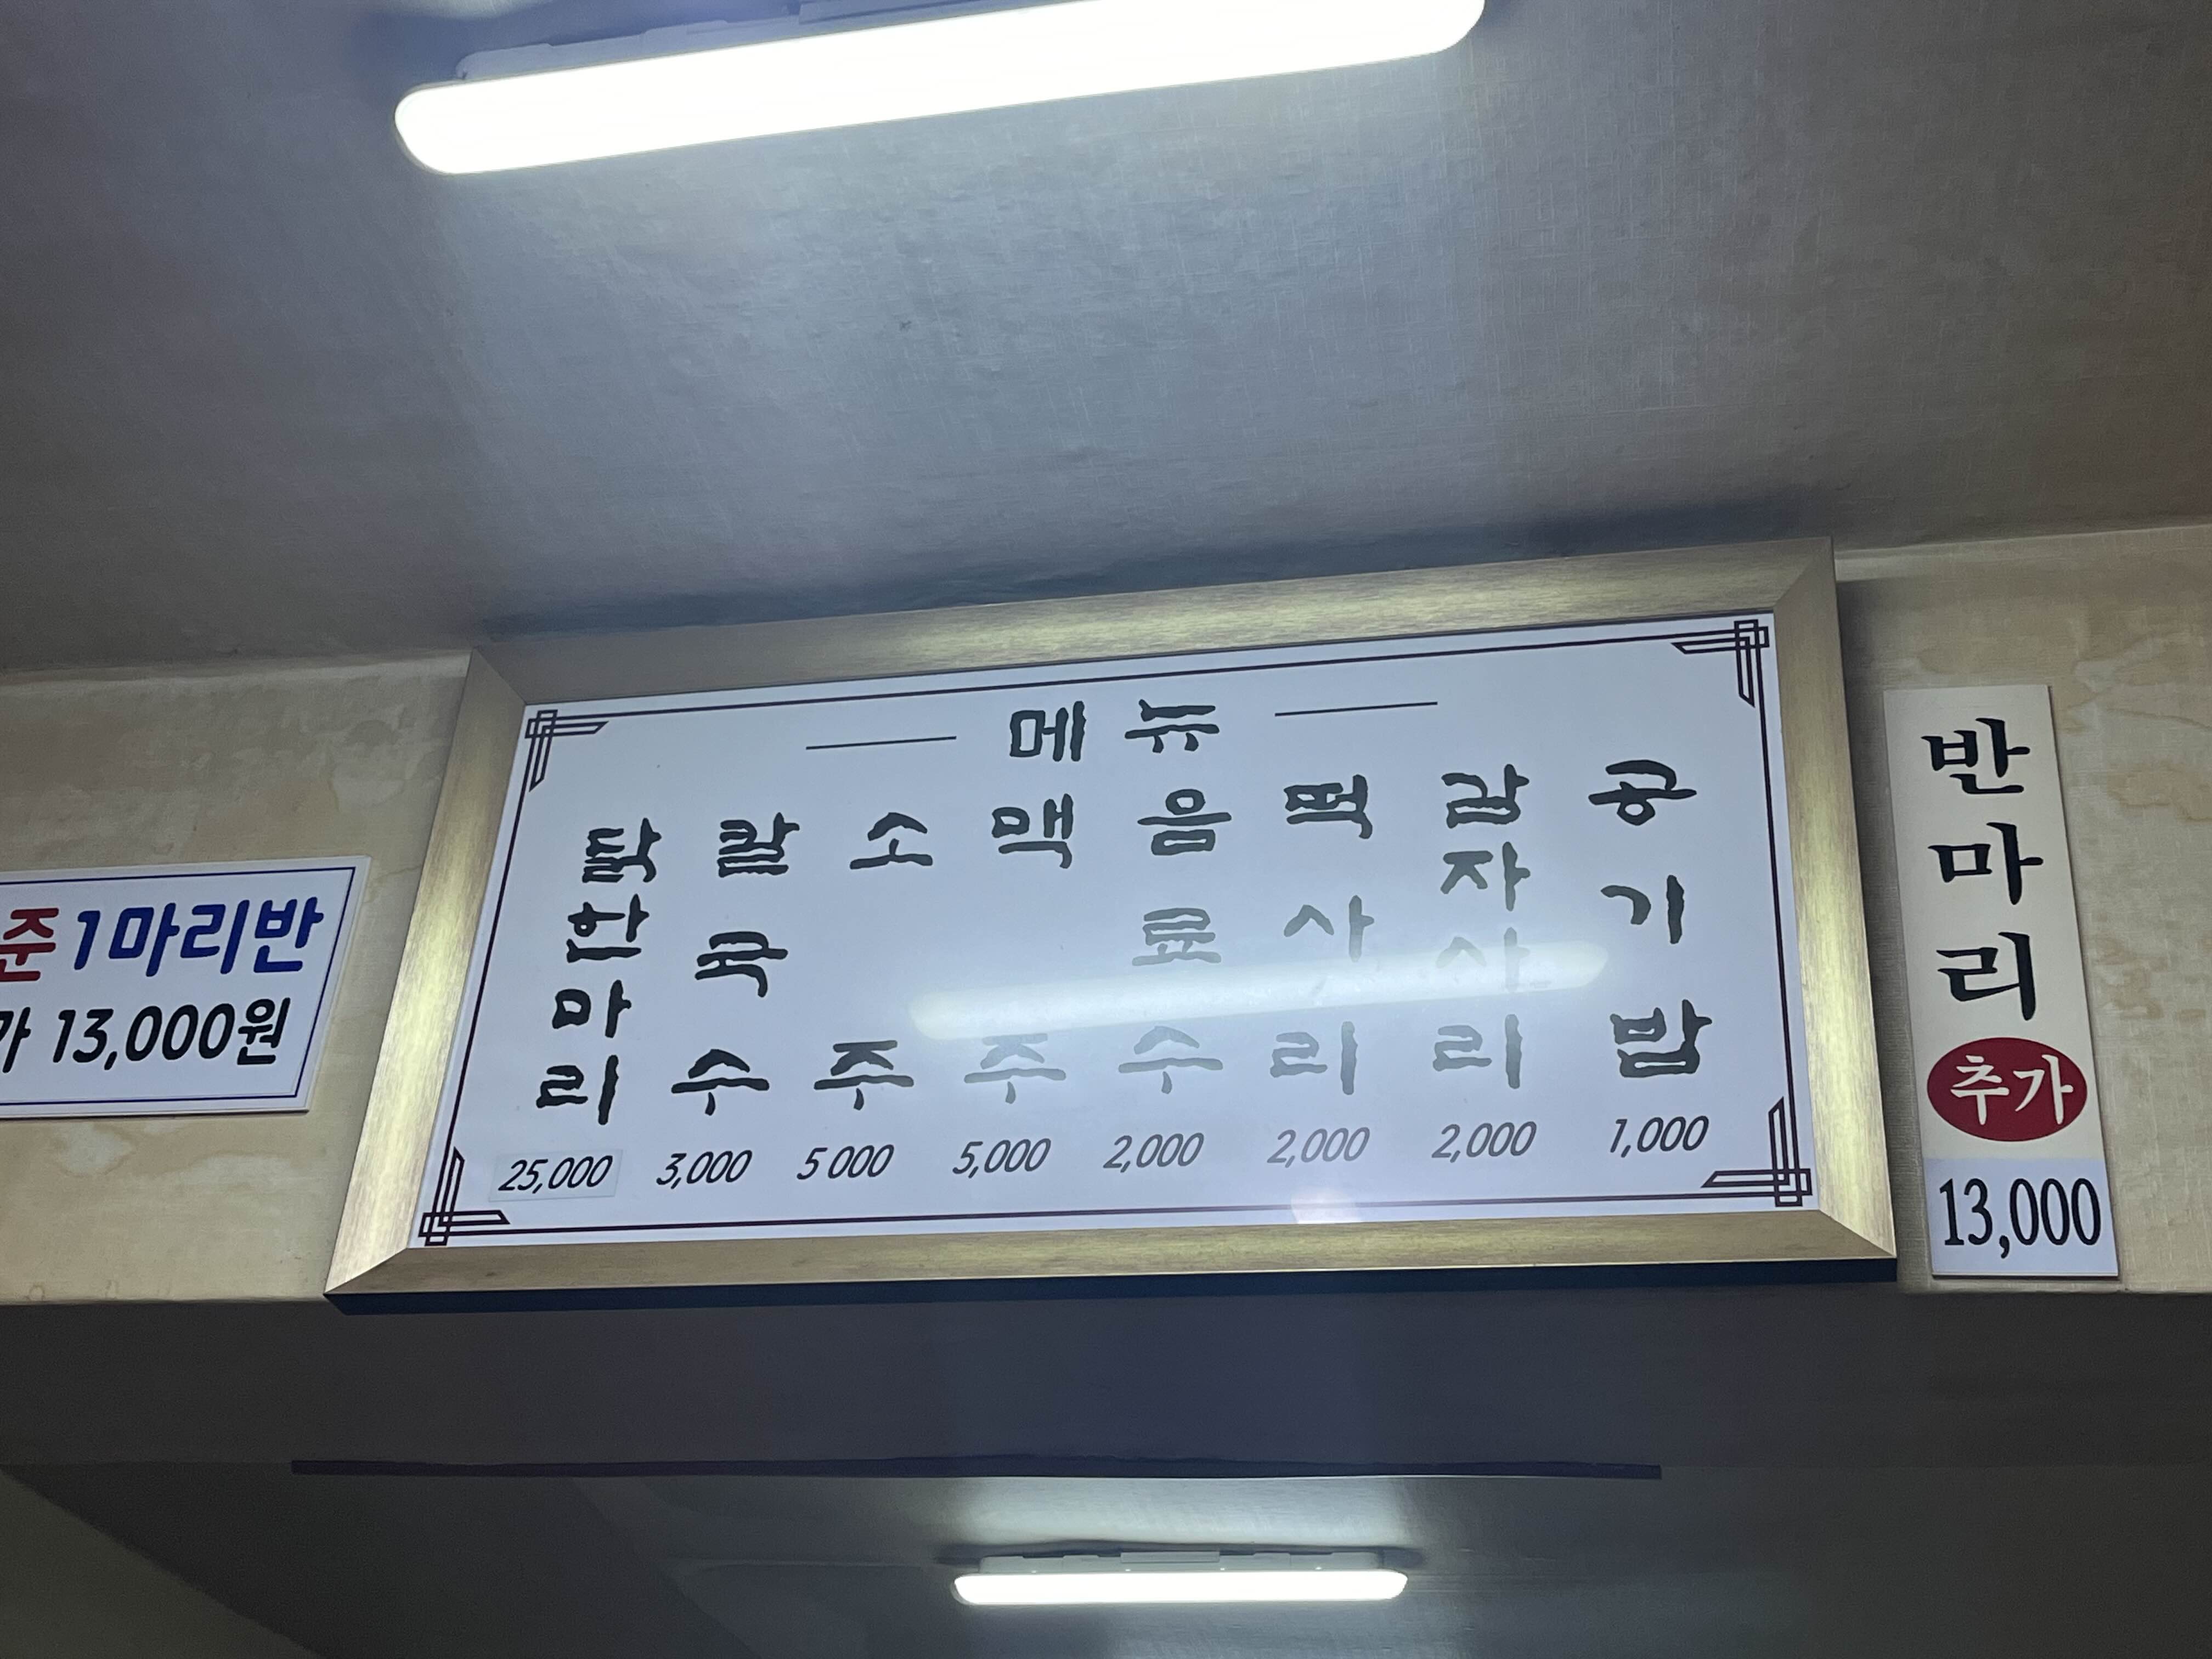 준 1마리반
가 13,000원
메뉴
닭한마리 25,000
칼국수 3,000
소주 5 000
맥주 5,000
음료수 2,000
떡사리 2,000
감자사리 2,000
공기밥 1,000
반마리
추가
13,000